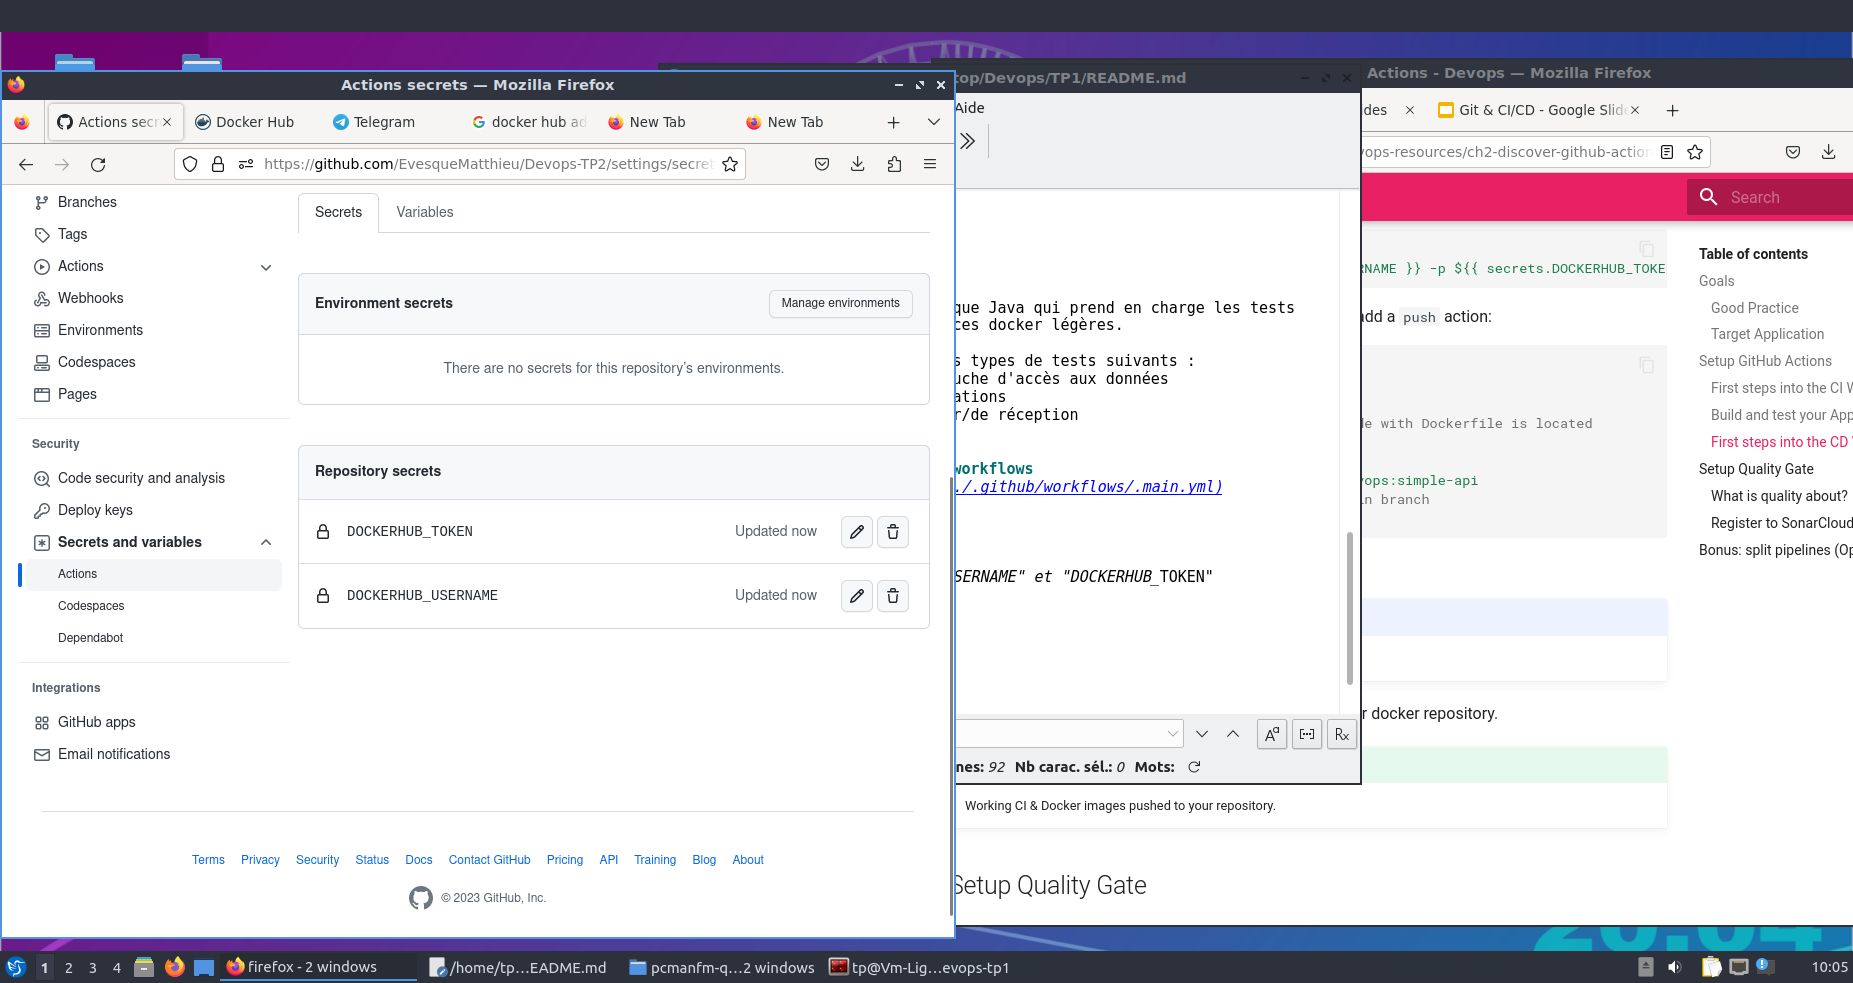 Actions secrets — Mozilla Firefox
Actions secr
Docker Hub
Telegram
docker hub ad
New Tab
New Tab
https://github.com/EvesqueMatthieu/Devops-TP2/settings/secret
Branches
Tags
Actions
Webhooks
Environments
Codespaces
Pages
Security
Code security and analysis
Deploy keys
Secrets and variables
Actions
Codespaces
Dependabot
Integrations
GitHub apps
Email notifications
Secrets
Variables
Environment secrets
Manage environments
There are no secrets for this repository's environments.
Repository secrets
DOCKERHUB_TOKEN
Updated now
DOCKERHUB_USERNAME
Updated now
Terms Privacy Security Status Docs Contact GitHub Pricing API Training Blog About
© 2023 GitHub, Inc.
top/Devops/TP1/README.md
Aide
que Java qui prend en charge les tests
ces docker légères.
s types de tests suivants :
uche d'accès aux données
ations
r/de réception
workflows
./.github/workflows/.main.yml)
SERNAME" et "DOCKERHUB_TOKEN"
nes: 92 Nb carac. sél.: 0 Mots:
Actions - Devops — Mozilla Firefox
des
Git & CI/CD - Google Slid
vops-resources/ch2-discover-github-action
Search
RNAME }} -p ${{ secrets.DOCKERHUB_TOKE
add a push action:
de with Dockerfile is located
vops:simple-api
in branch
r docker repository.
Working CI & Docker images pushed to your repository.
Setup Quality Gate
Table of contents
Goals
Good Practice
Target Application
Setup GitHub Actions
First steps into the CI W
Build and test your App
First steps into the CD
Setup Quality Gate
What is quality about?
Register to SonarCloud
Bonus: split pipelines (Op
20.04
1 2 3 4
firefox - 2 windows
/home/tp...EADME.md
pcmanfm-q...2 windows
tp@Vm-Lig...evops-tp1
10:05